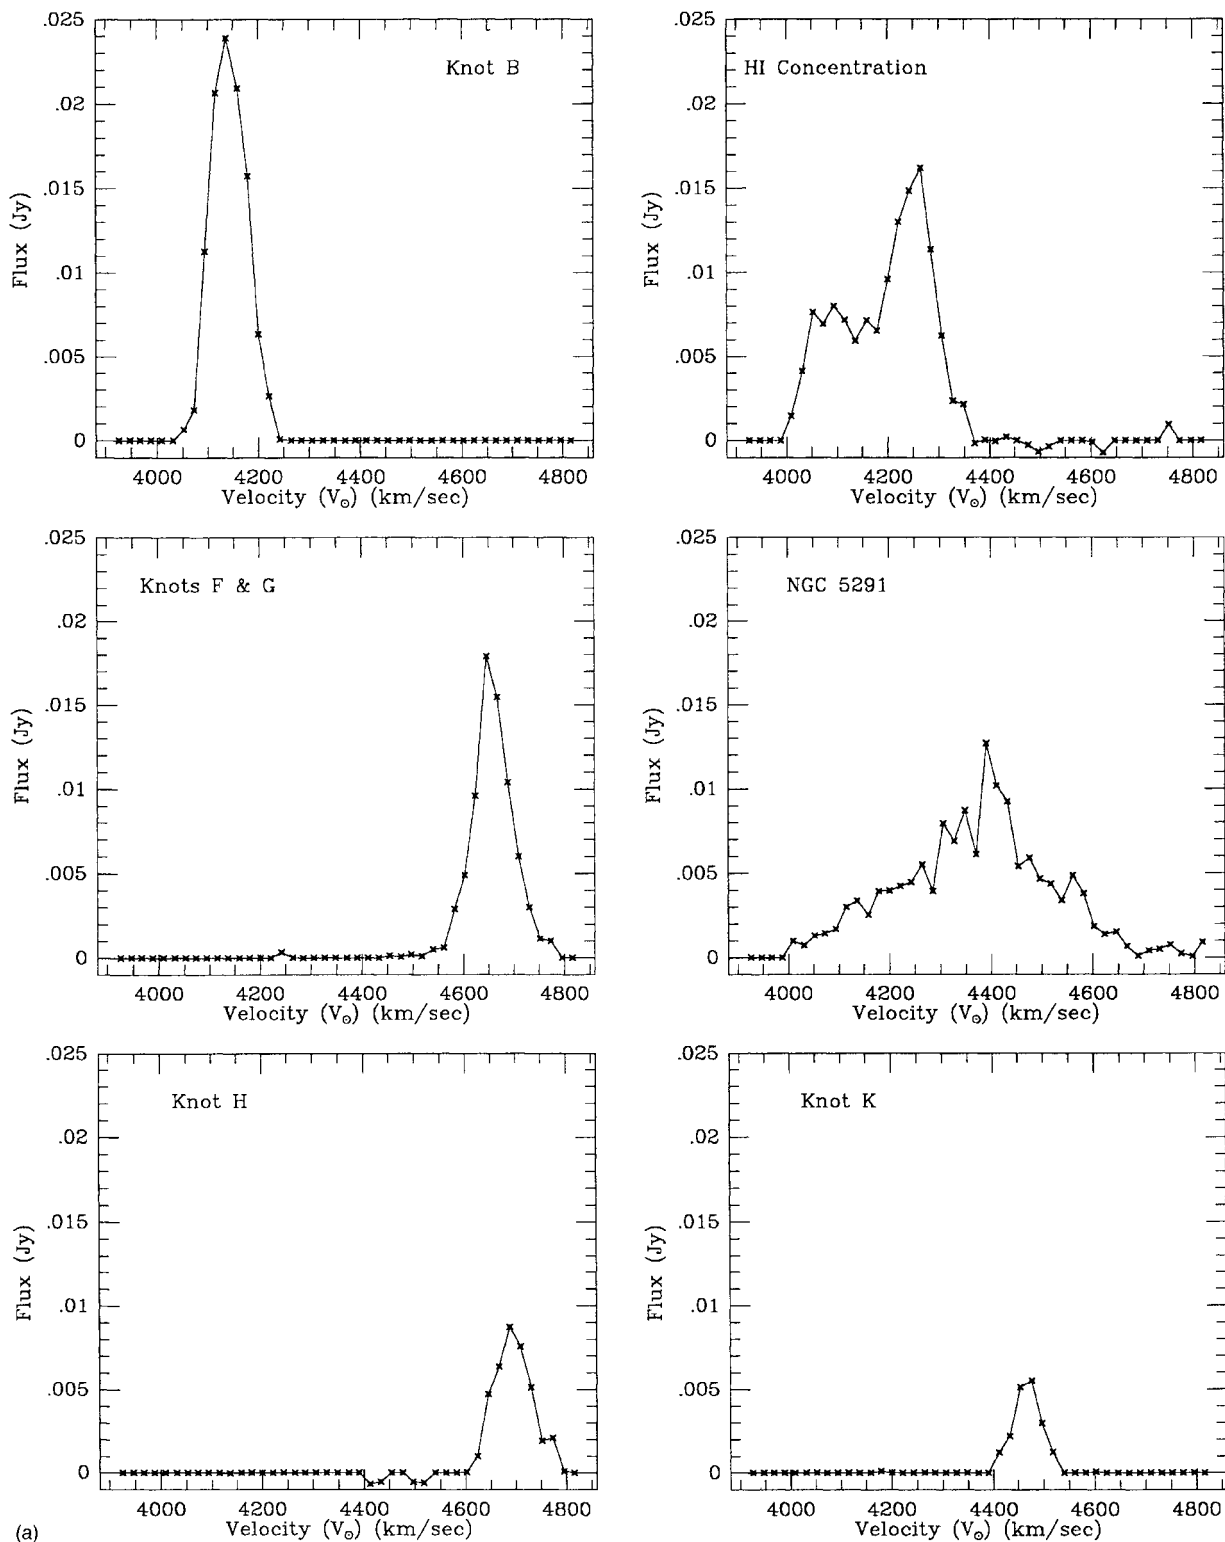 .025
.02
.015
.01
.005
0
Flux (Jy)
Knot B
4000 4200 4400 4600 4800
Velocity (V⊙) (km/sec)
.025
.02
.015
.01
.005
0
Flux (Jy)
HI Concentration
4000 4200 4400 4600 4800
Velocity (V⊙) (km/sec)
.025
.02
.015
.01
.005
0
Flux (Jy)
Knots F & G
4000 4200 4400 4600 4800
Velocity (V⊙) (km/sec)
.025
.02
.015
.01
.005
0
Flux (Jy)
NGC 5291
4000 4200 4400 4600 4800
Velocity (V⊙) (km/sec)
.025
.02
.015
.01
.005
0
Flux (Jy)
Knot H
4000 4200 4400 4600 4800
Velocity (V⊙) (km/sec)
.025
.02
.015
.01
.005
0
Flux (Jy)
Knot K
4000 4200 4400 4600 4800
Velocity (V⊙) (km/sec)
(a)